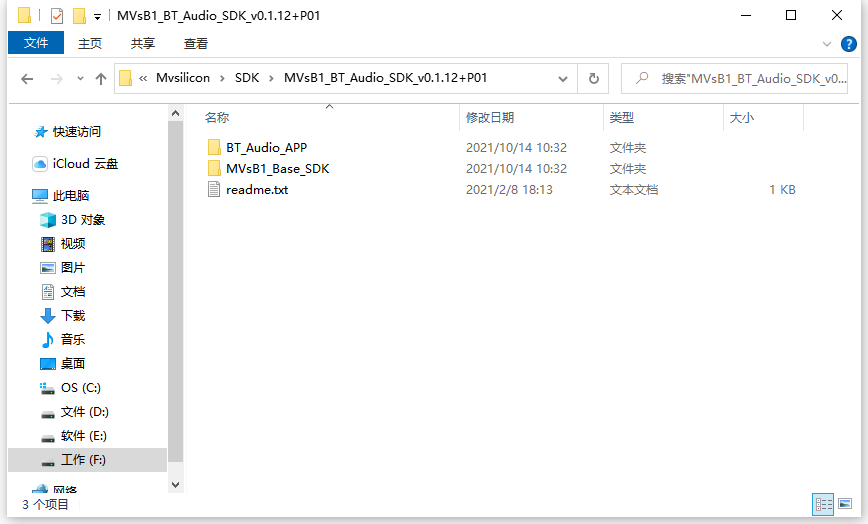 MVsB1_BT_Audio_SDK_v0.1.12+P01
文件 主页 共享 查看
« Mvsilicon › SDK › MVsB1_BT_Audio_SDK_v0.1.12+P01 搜索"MVsB1_BT_Audio_SDK_v0...
名称 修改日期 类型 大小
快速访问
iCloud 云盘
此电脑
3D 对象
视频
图片
文档
下载
音乐
桌面
OS (C:)
文件 (D:)
软件 (E:)
工作 (F:)
网络
BT_Audio_APP 2021/10/14 10:32 文件夹
MVsB1_Base_SDK 2021/10/14 10:32 文件夹
readme.txt 2021/2/8 18:13 文本文档 1 KB
3 个项目